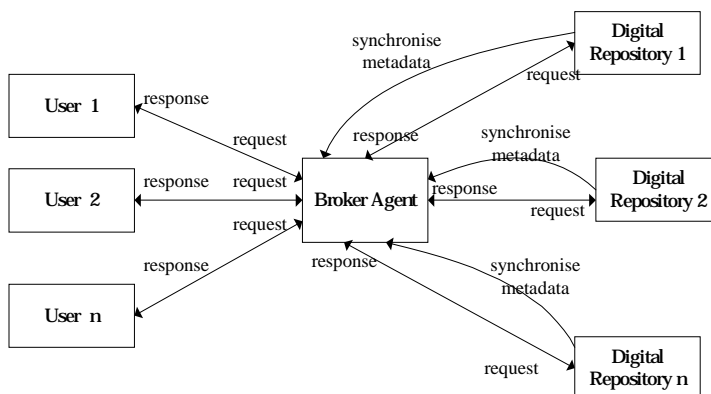 synchronise
metadata
Digital
Repository 1
request
User 1
response
request
response
synchronise
metadata
User 2
response
request
Broker Agent
response
request
Digital
Repository 2
request
response
response
synchronise
metadata
User n
request
Digital
Repository n